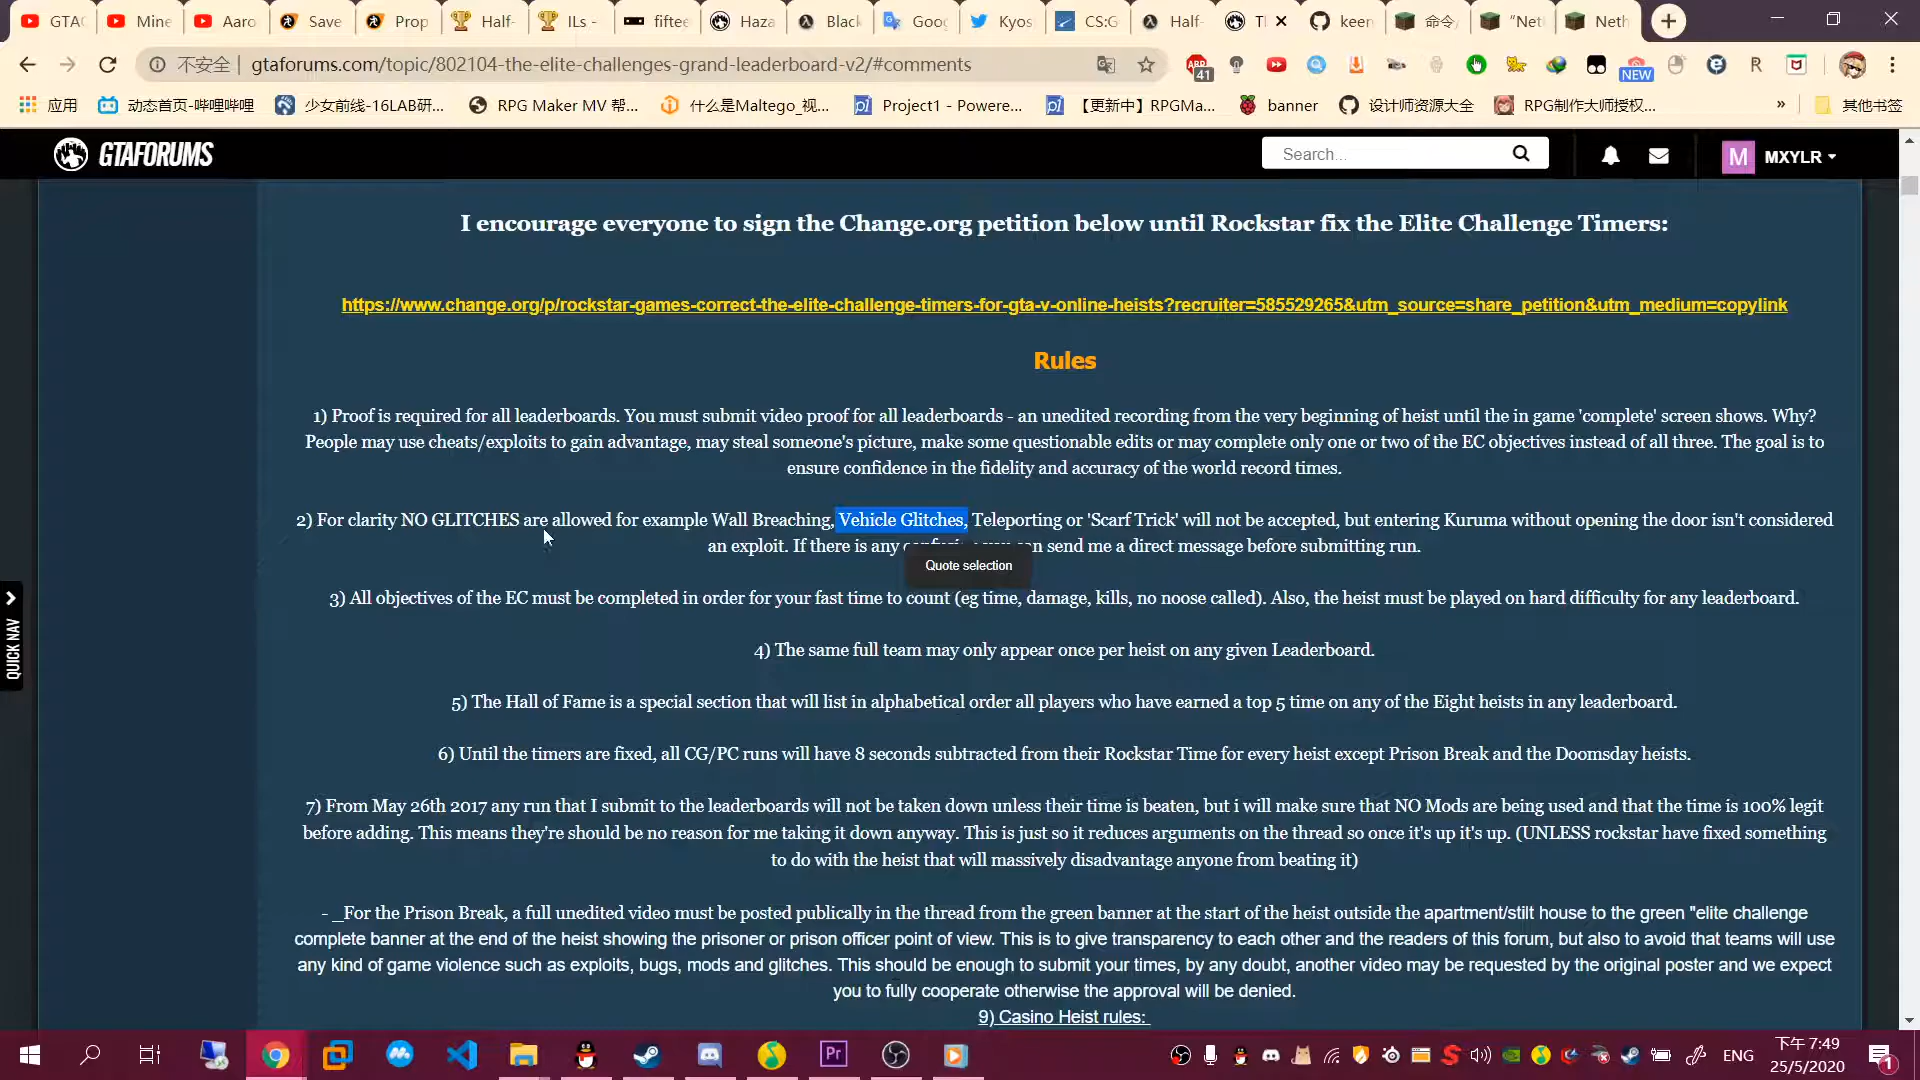 GTAC
Mine
Aaro
Save
Prop
Half-
ILs -
fiftee
Haza
Black
Goog
Kyos
CS:G
Half-
Tl
keen
命令
"Net
Neth
不安全 | gtaforums.com/topic/802104-the-elite-challenges-grand-leaderboard-v2/#comments
ABP
41
NEW
R
应用
动态首页-哔哩哔哩
少女前线-16LAB研...
RPG Maker MV 帮...
什么是Maltego_视...
Project1 - Powere...
【更新中】RPGMa...
banner
设计师资源大全
RPG制作大师授权...
»
其他书签
GTAFORUMS
Search...
M
MXYLR
I encourage everyone to sign the Change.org petition below until Rockstar fix the Elite Challenge Timers:
https://www.change.org/p/rockstar-games-correct-the-elite-challenge-timers-for-gta-v-online-heists?recruiter=585529265&utm_source=share_petition&utm_medium=copylink
Rules
1) Proof is required for all leaderboards. You must submit video proof for all leaderboards - an unedited recording from the very beginning of heist until the in game 'complete' screen shows. Why?
People may use cheats/exploits to gain advantage, may steal someone's picture, make some questionable edits or may complete only one or two of the EC objectives instead of all three. The goal is to
ensure confidence in the fidelity and accuracy of the world record times.
2) For clarity NO GLITCHES are allowed for example Wall Breaching, Vehicle Glitches, Teleporting or 'Scarf Trick' will not be accepted, but entering Kuruma without opening the door isn't considered
an exploit. If there is any can send me a direct message before submitting run.
Quote selection
3) All objectives of the EC must be completed in order for your fast time to count (eg time, damage, kills, no noose called). Also, the heist must be played on hard difficulty for any leaderboard.
4) The same full team may only appear once per heist on any given Leaderboard.
5) The Hall of Fame is a special section that will list in alphabetical order all players who have earned a top 5 time on any of the Eight heists in any leaderboard.
6) Until the timers are fixed, all CG/PC runs will have 8 seconds subtracted from their Rockstar Time for every heist except Prison Break and the Doomsday heists.
7) From May 26th 2017 any run that I submit to the leaderboards will not be taken down unless their time is beaten, but i will make sure that NO Mods are being used and that the time is 100% legit
before adding. This means they're should be no reason for me taking it down anyway. This is just so it reduces arguments on the thread so once it's up it's up. (UNLESS rockstar have fixed something
to do with the heist that will massively disadvantage anyone from beating it)
- _For the Prison Break, a full unedited video must be posted publically in the thread from the green banner at the start of the heist outside the apartment/stilt house to the green "elite challenge
complete banner at the end of the heist showing the prisoner or prison officer point of view. This is to give transparency to each other and the readers of this forum, but also to avoid that teams will use
any kind of game violence such as exploits, bugs, mods and glitches. This should be enough to submit your times, by any doubt, another video may be requested by the original poster and we expect
you to fully cooperate otherwise the approval will be denied.
9) Casino Heist rules:
QUICK NAV
Pr
ENG
下午 7:49
25/5/2020
1